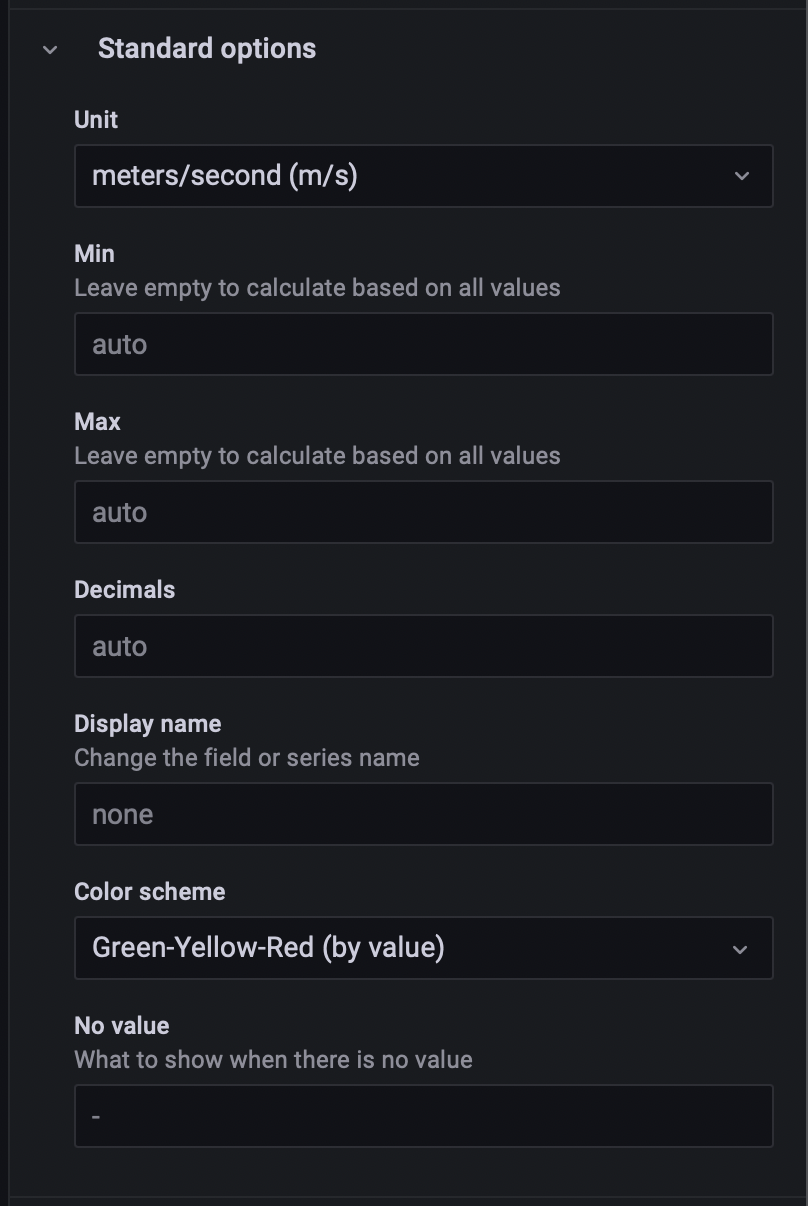 Standard options
Unit
meters/second (m/s)
Min
Leave empty to calculate based on all values
auto
Max
Leave empty to calculate based on all values
auto
Decimals
auto
Display name
Change the field or series name
none
Color scheme
Green-Yellow-Red (by value)
No value
What to show when there is no value
-